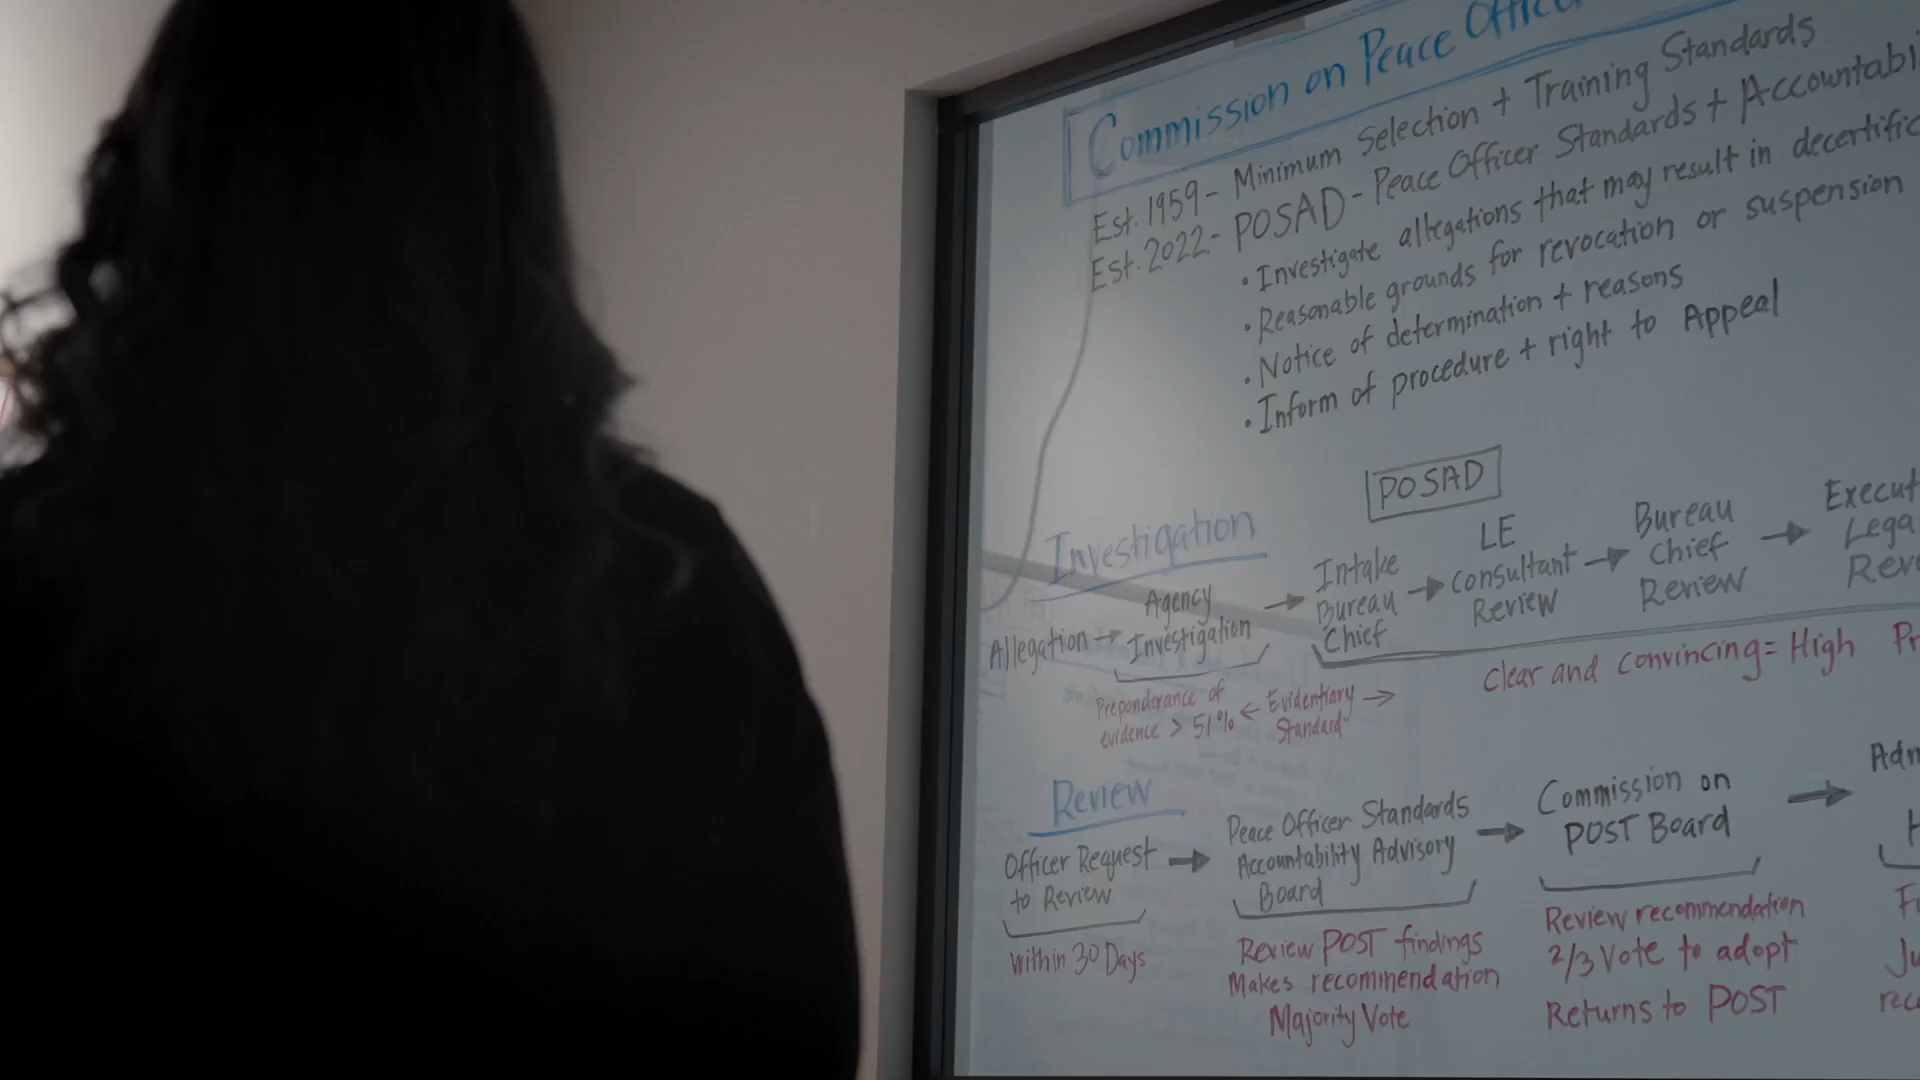 Commission on Peace
Est. 1959 - Minimum Selection + Training Standards
Est. 2022 - POSAD - Peace Officer Standards + Accountabi
• Investigate allegations that may result in decertific
• Reasonable grounds for revocation or suspension
• Notice of determination + reasons
• Inform of procedure + right to Appeal
POSAD
Investigation
Allegation → Agency
Investigation
→ Intake
Bureau
Chief
→ LE
Consultant
Review
→ Bureau
Chief
Review
→ Execut
Lega
Rev
Preponderance of
evidence > 51%
← Evidentiary →
Standard
Clear and convincing = High Pr
Review
Officer Request
to Review
within 30 Days
→ Peace Officer Standards
Accountability Advisory
Board
Review POST findings
Makes recommendation
Majority Vote
→ Commission on
POST Board
Review recommendation
2/3 Vote to adopt
Returns to POST
→ Adm
H
Ju
rec